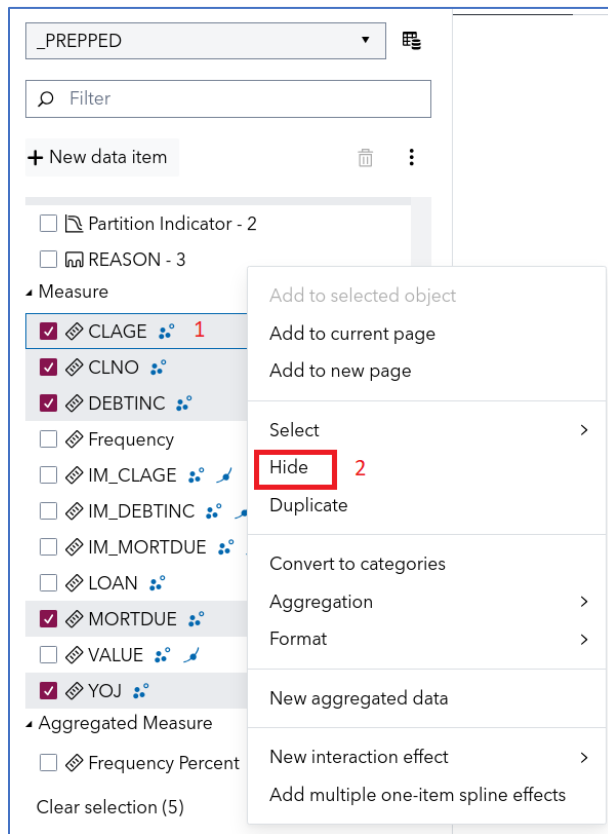 _PREPPED
Filter
+ New data item
Partition Indicator - 2
REASON - 3
Measure
CLAGE 1
CLNO
DEBTINC
Frequency
IM_CLAGE
IM_DEBTINC
IM_MORTDUE
LOAN
MORTDUE
VALUE
YOJ
Aggregated Measure
Frequency Percent
Clear selection (5)
Add to selected object
Add to current page
Add to new page
Select
Hide 2
Duplicate
Convert to categories
Aggregation
Format
New aggregated data
New interaction effect
Add multiple one-item spline effects